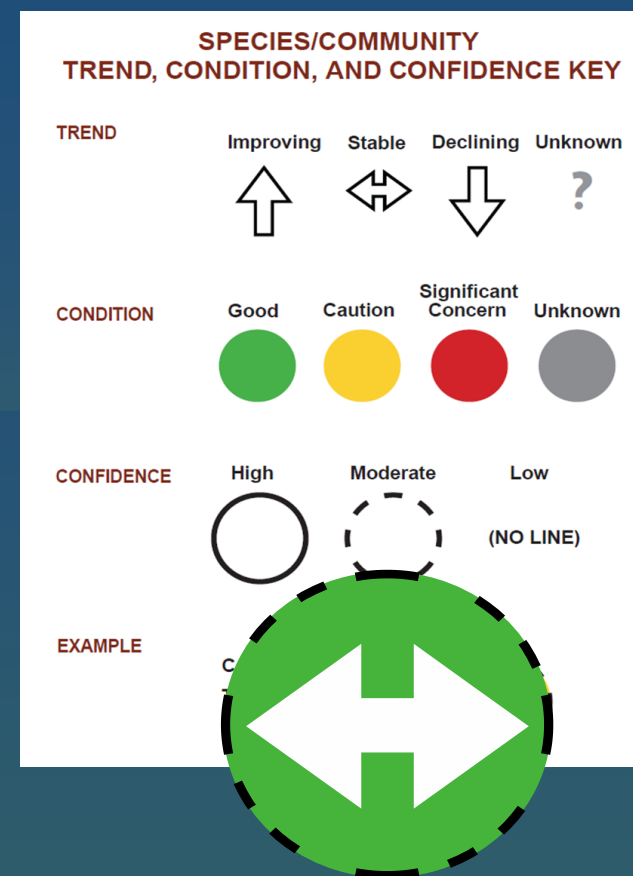 SPECIES/COMMUNITY
TREND, CONDITION, AND CONFIDENCE KEY
TREND
Improving Stable Declining Unknown
?
CONDITION
Good Caution Significant Concern Unknown
CONFIDENCE
High Moderate Low
(NO LINE)
EXAMPLE